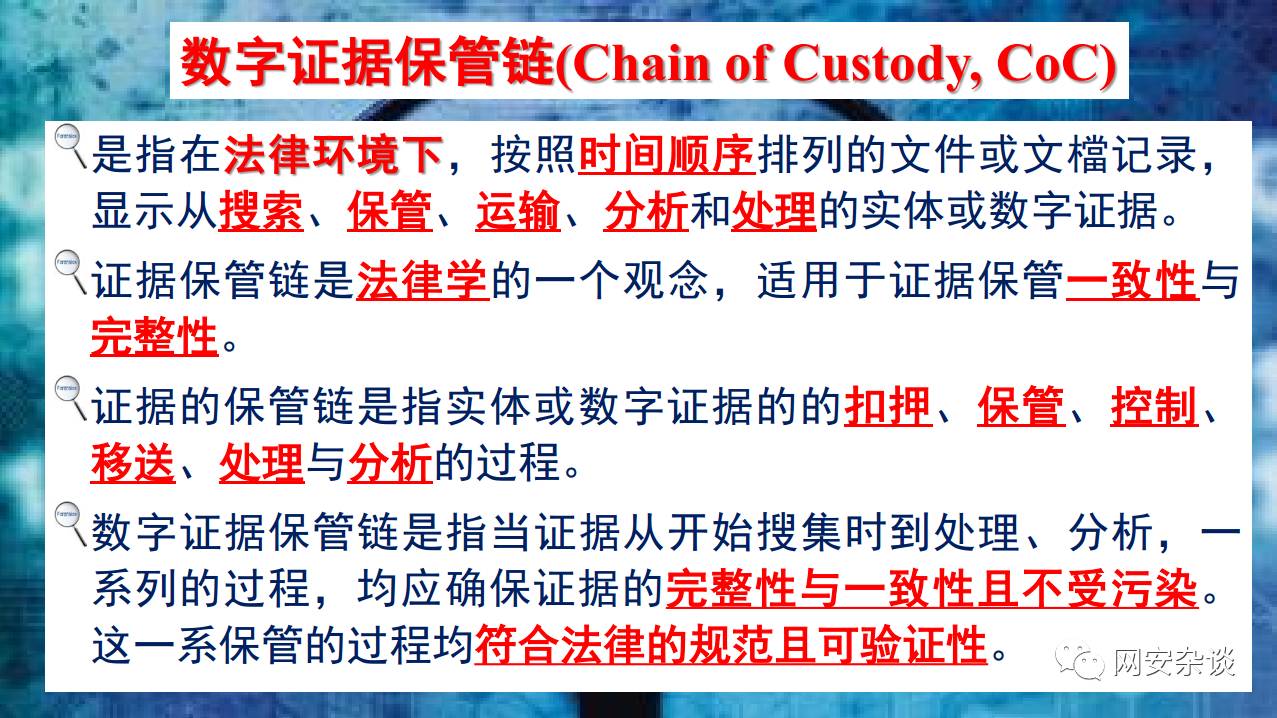 数字证据保管链(Chain of Custody, CoC)
是指在法律环境下，按照时间顺序排列的文件或文檔记录，
显示从搜索、保管、运输、分析和处理的实体或数字证据。
证据保管链是法律学的一个观念，适用于证据保管一致性与
完整性。
证据的保管链是指实体或数字证据的的扣押、保管、控制、
移送、处理与分析的过程。
数字证据保管链是指当证据从开始搜集时到处理、分析，一
系列的过程，均应确保证据的完整性与一致性且不受污染。
这一系保管的过程均符合法律的规范且可验证性。
网安杂谈